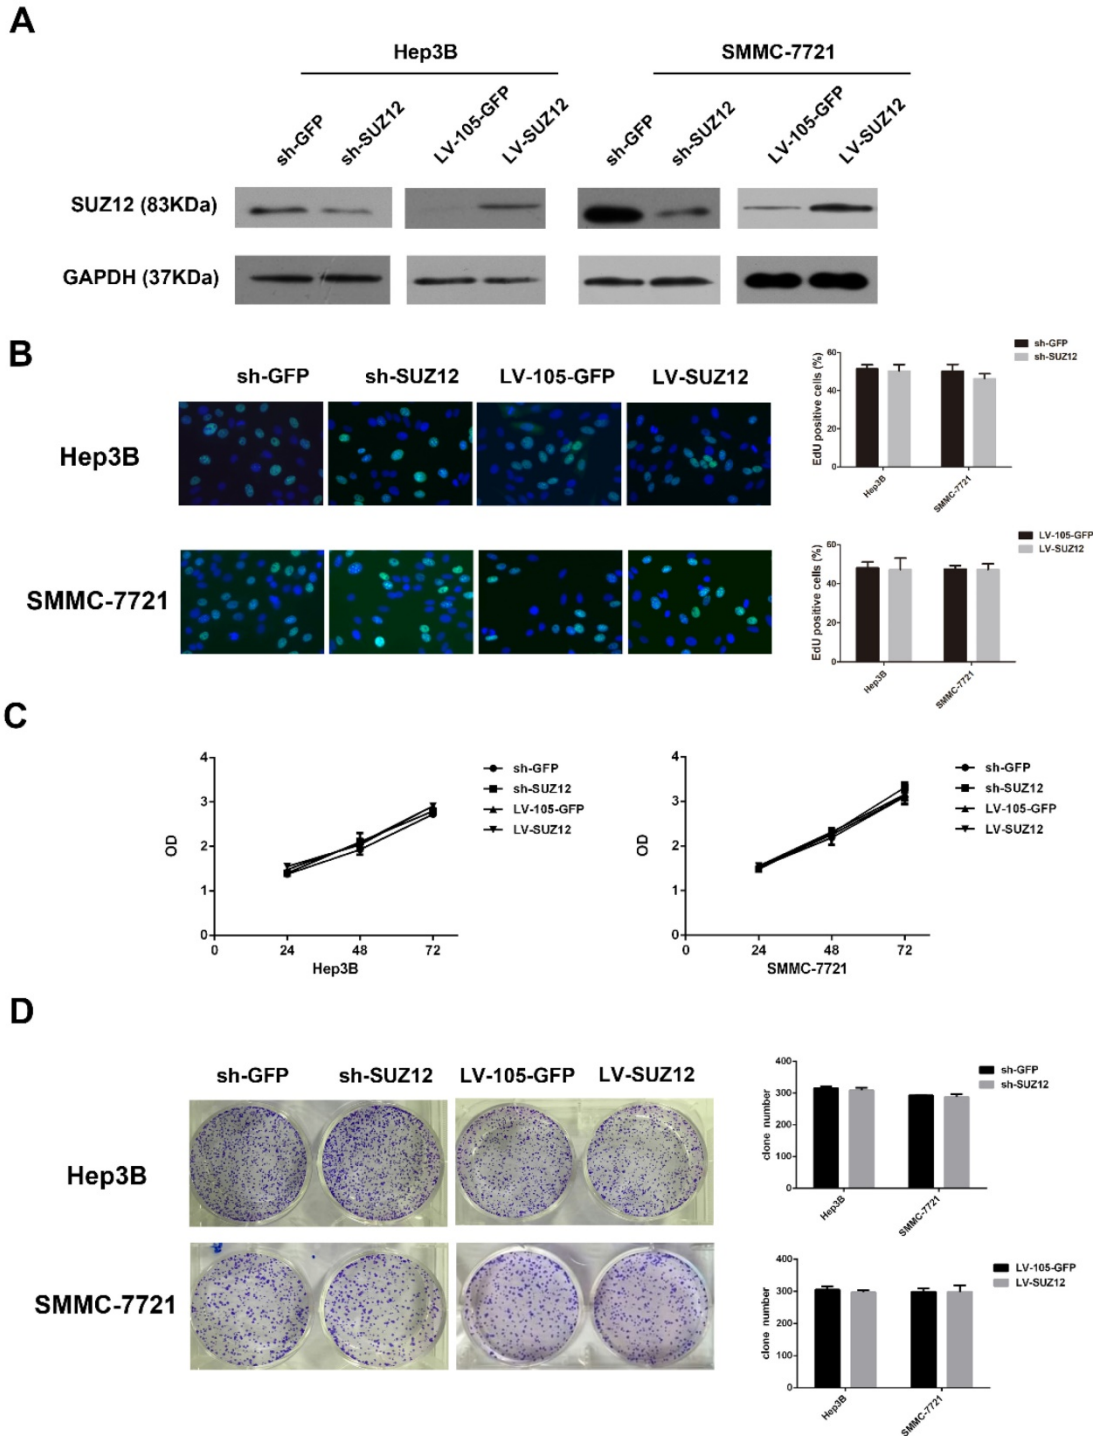 A
Hep3B
SMMC-7721
sh-GFP
sh-SUZ12
LV-105-GFP
LV-SUZ12
sh-GFP
sh-SUZ12
LV-105-GFP
LV-SUZ12
SUZ12 (83KDa)
GAPDH (37KDa)
B
sh-GFP
sh-SUZ12
LV-105-GFP
LV-SUZ12
Hep3B
SMMC-7721
sh-GFP
sh-SUZ12
EdU positive cells (%)
60
40
20
0
Hep3B
SMMC-7721
LV-105-GFP
LV-SUZ12
EdU positive cells (%)
60
40
20
0
Hep3B
SMMC-7721
C
OD
4
3
2
1
0
0
24
48
72
Hep3B
sh-GFP
sh-SUZ12
LV-105-GFP
LV-SUZ12
OD
4
3
2
1
0
0
24
48
72
SMMC-7721
sh-GFP
sh-SUZ12
LV-105-GFP
LV-SUZ12
D
sh-GFP
sh-SUZ12
LV-105-GFP
LV-SUZ12
Hep3B
SMMC-7721
clone number
400
300
200
100
0
Hep3B
SMMC-7721
sh-GFP
sh-SUZ12
clone number
400
300
200
100
0
Hep3B
SMMC-7721
LV-105-GFP
LV-SUZ12